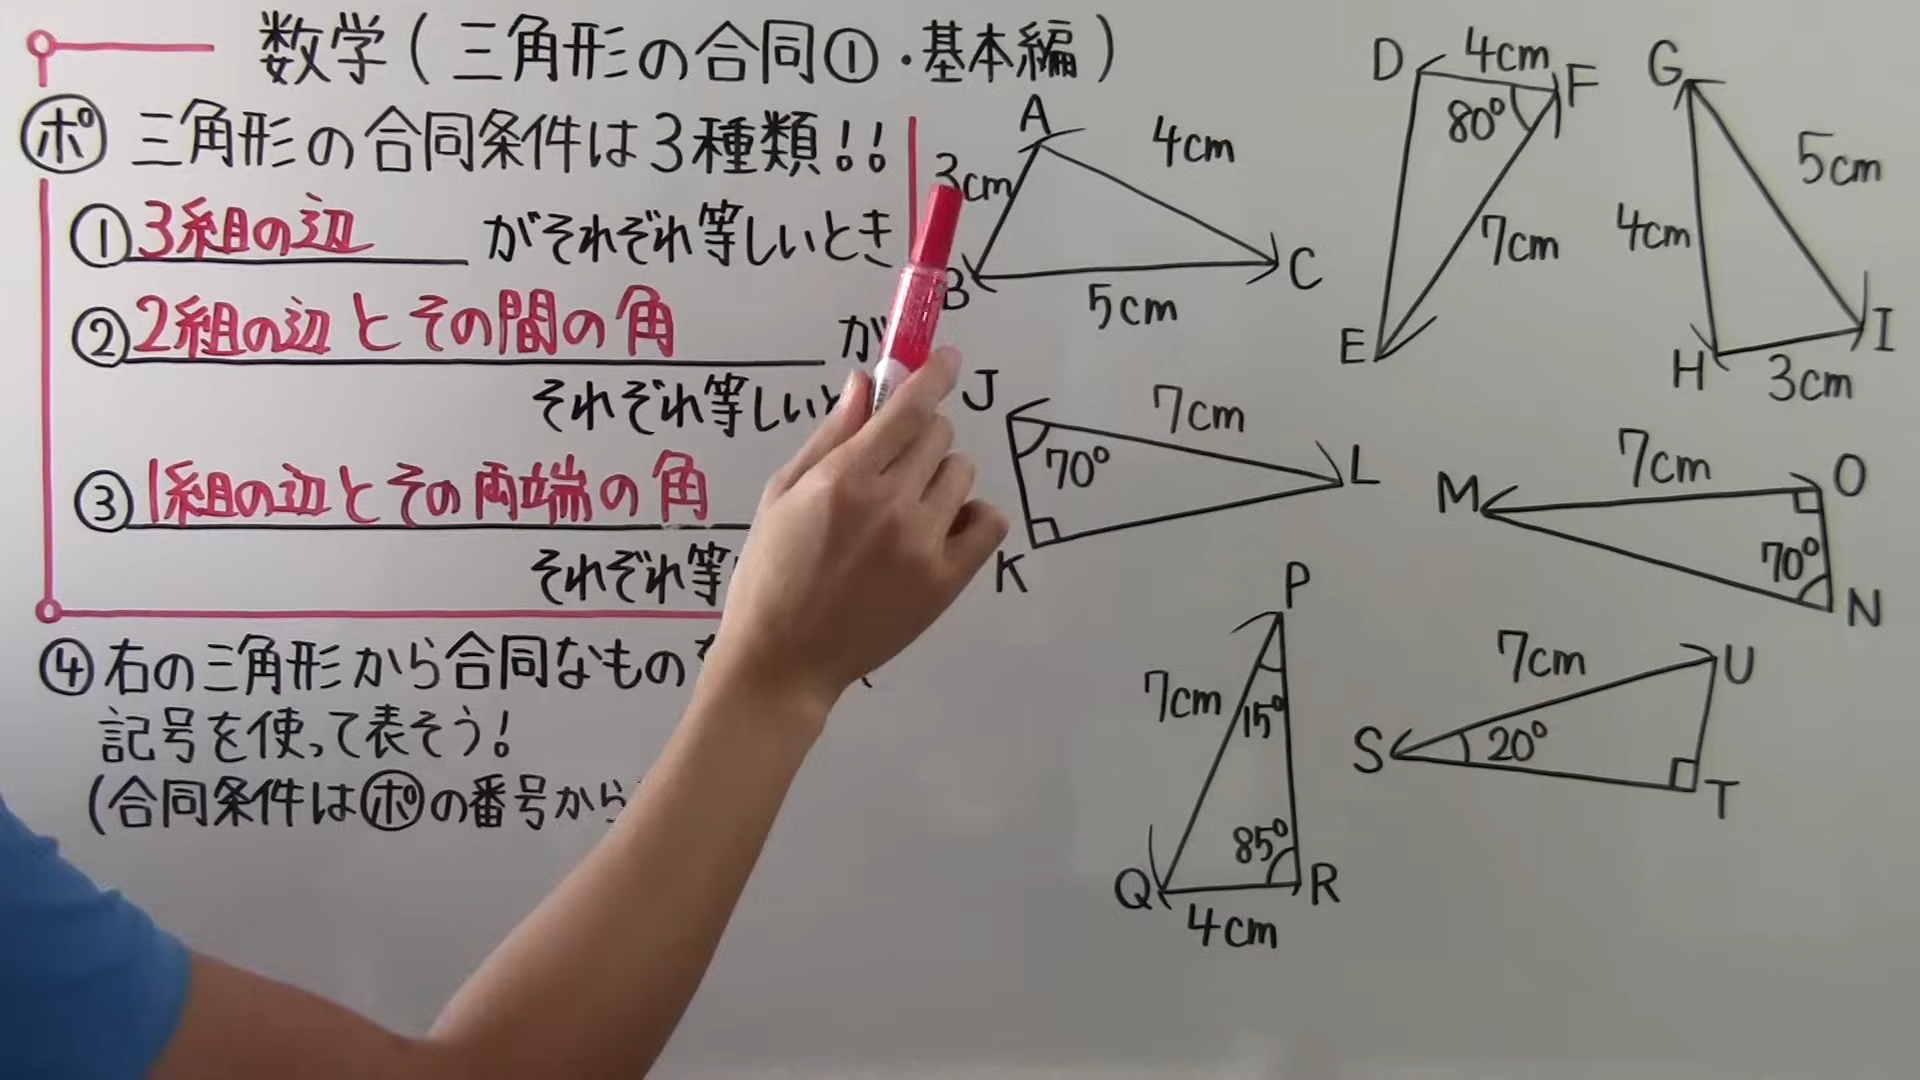 数学(三角形の合同①・基本編)
ポ 三角形の合同条件は3種類!!
① 3組の辺 がそれぞれ等しいとき
② 2組の辺とその間の角 が
それぞれ等しい
③ 1組の辺とその両端の角
それぞれ等
④ 右の三角形から合同なもの
記号を使って表そう!
(合同条件はポの番号から
A
3cm
4cm
B
5cm
C
D
4cm
F
80°
7cm
E
G
5cm
4cm
H
3cm
I
J
7cm
70°
L
K
7cm
M
O
70°
N
P
7cm
15°
85°
Q
R
4cm
7cm
U
S
20°
T